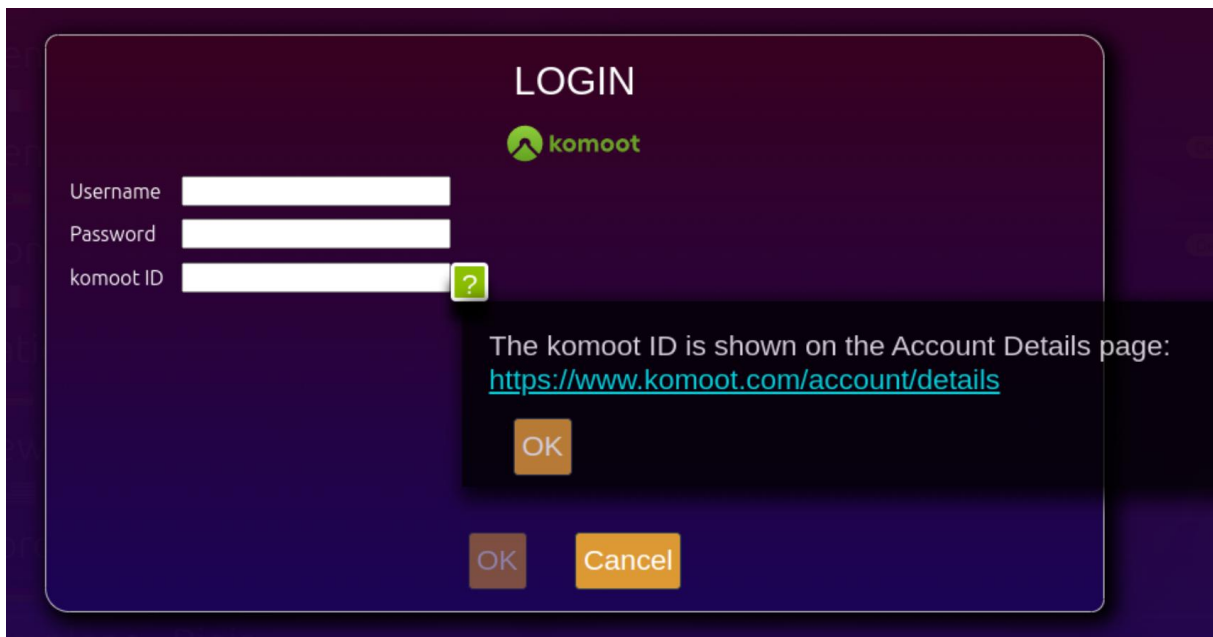 LOGIN
komoot
Username
Password
komoot ID
?
The komoot ID is shown on the Account Details page:
https://www.komoot.com/account/details
OK
OK Cancel